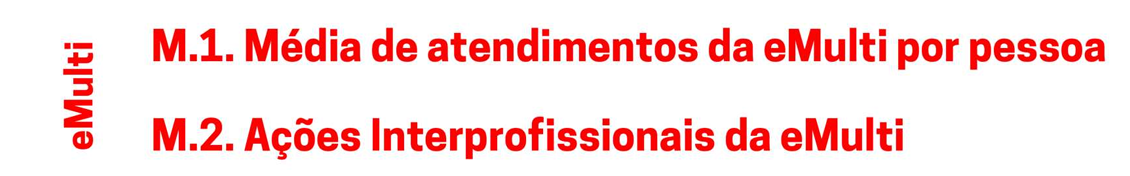 eMulti
M.1. Média de atendimentos da eMulti por pessoa
M.2. Ações Interprofissionais da eMulti